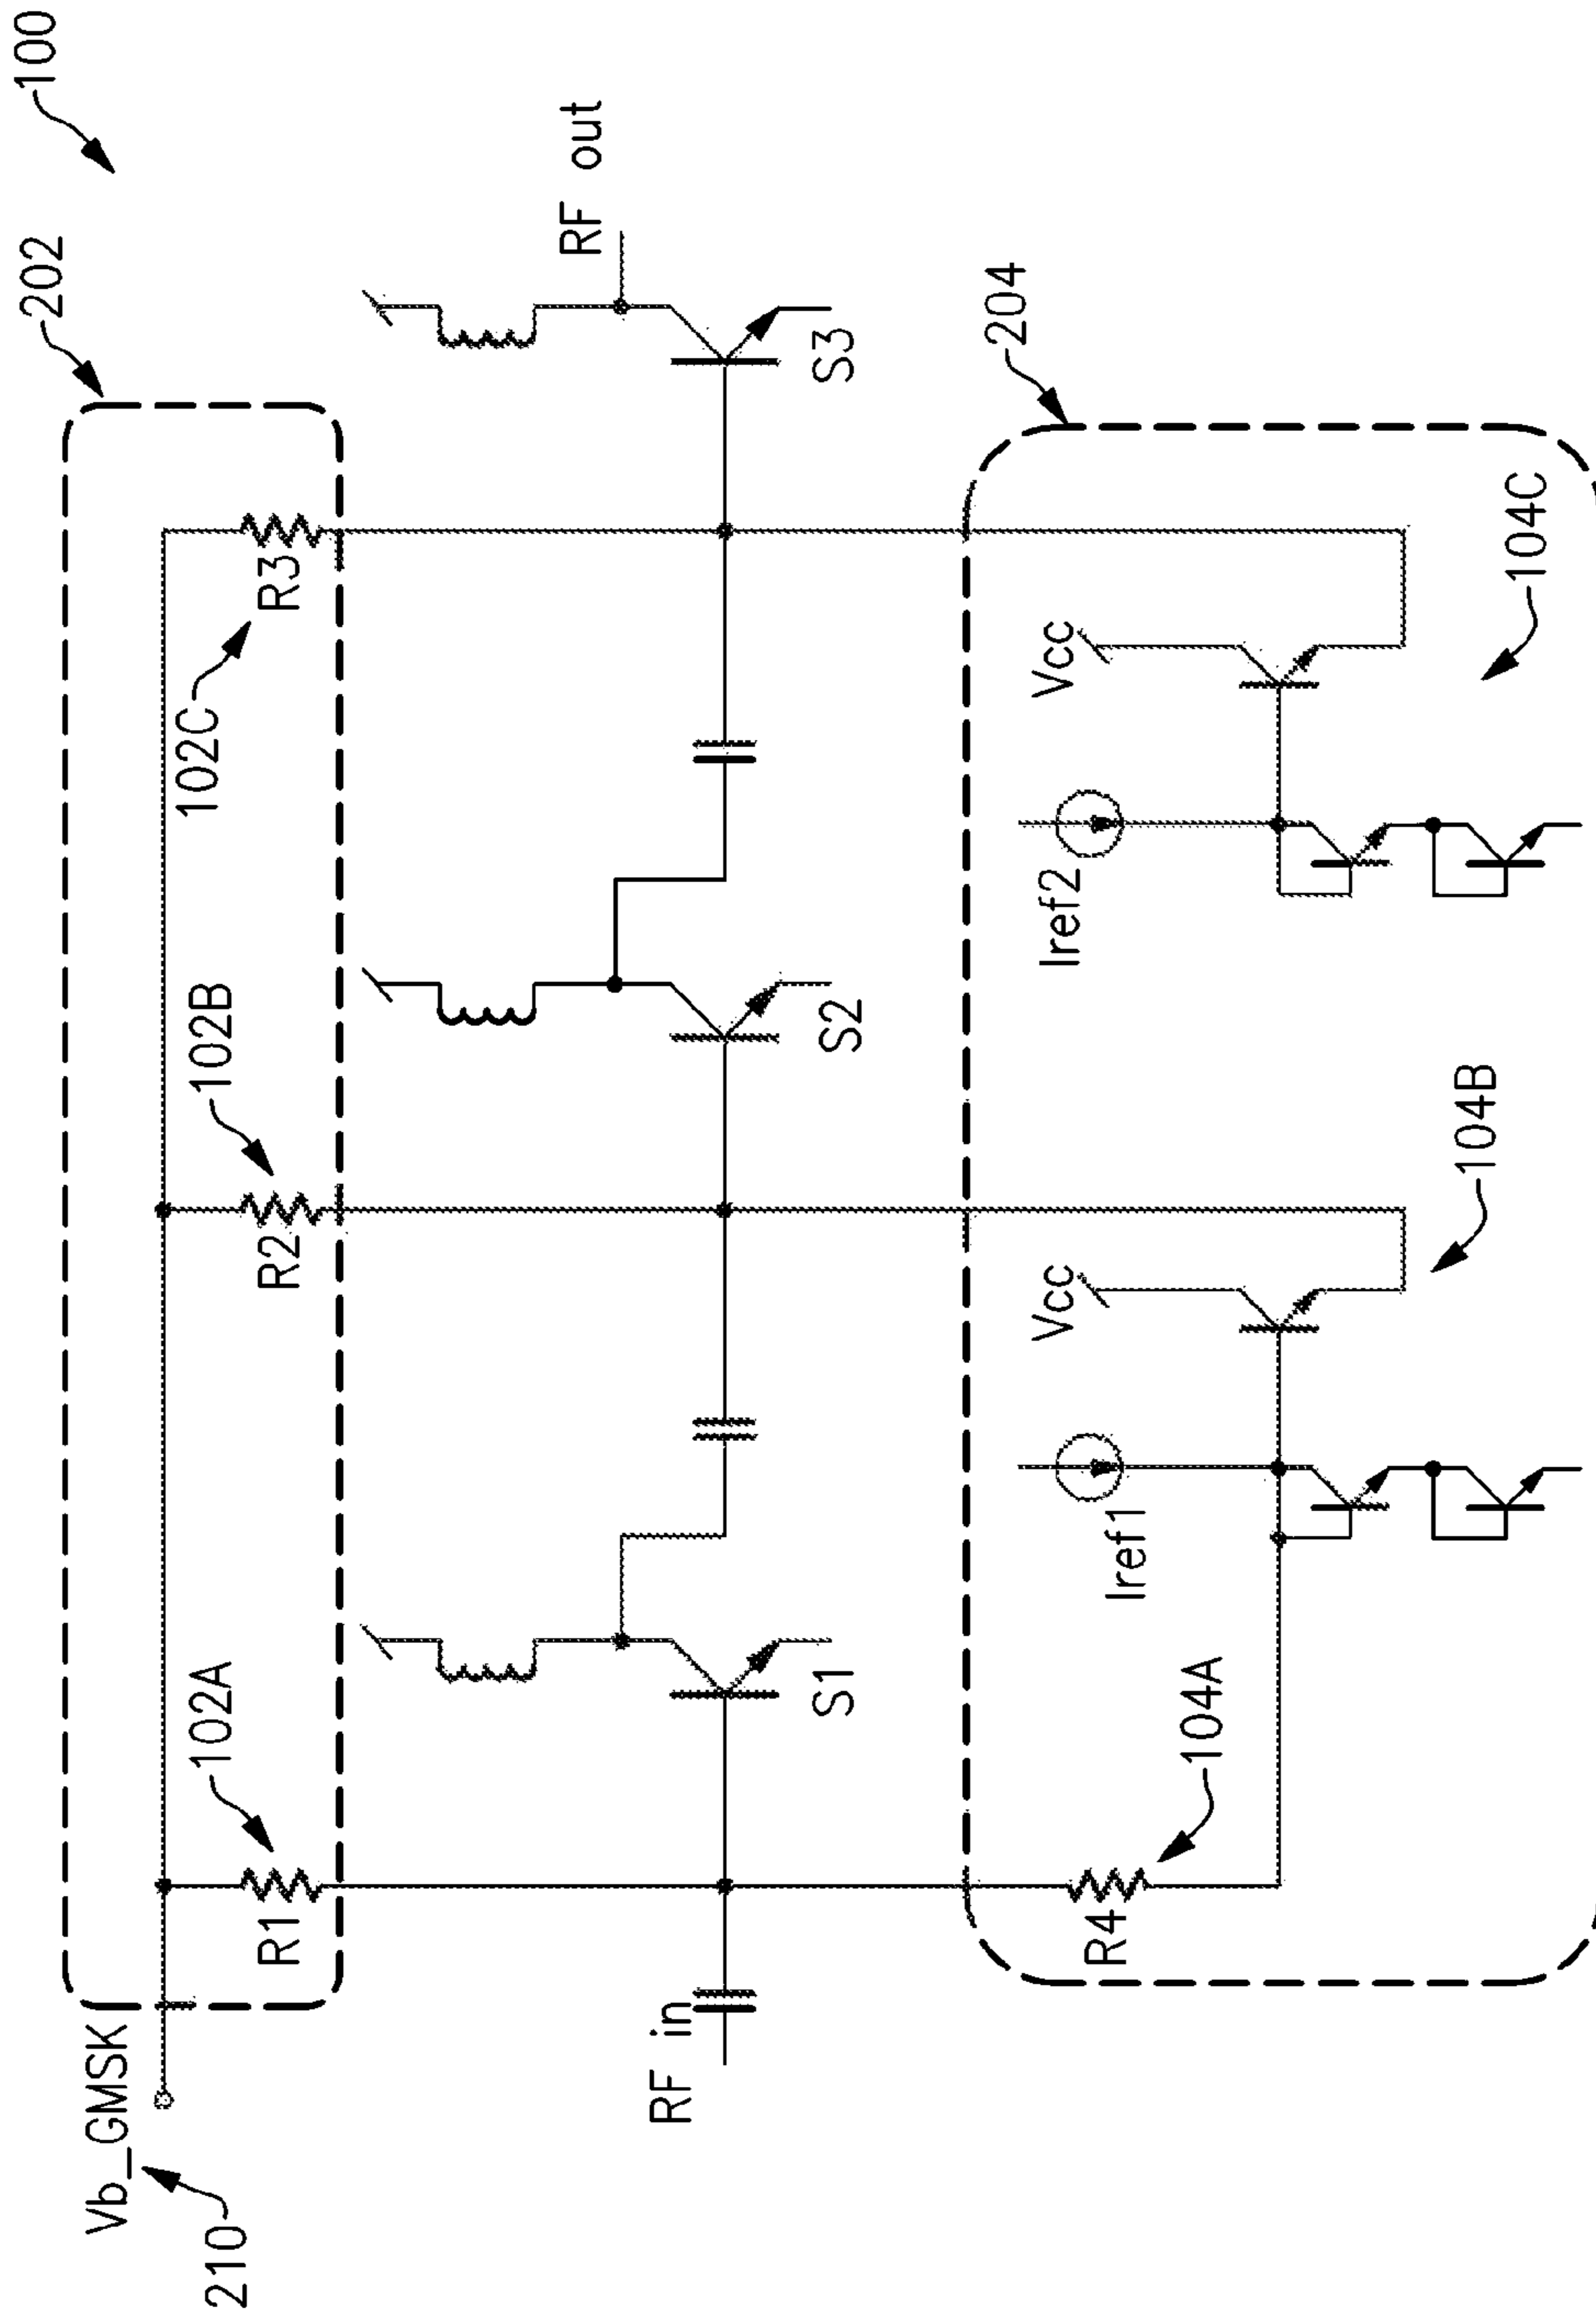 100
202
210
Vb_GMSK
102A
102B
102C
R1
R2
R3
RF in
S1
S2
S3
RF out
204
R4
104A
Iref1
Vcc
104B
Iref2
Vcc
104C